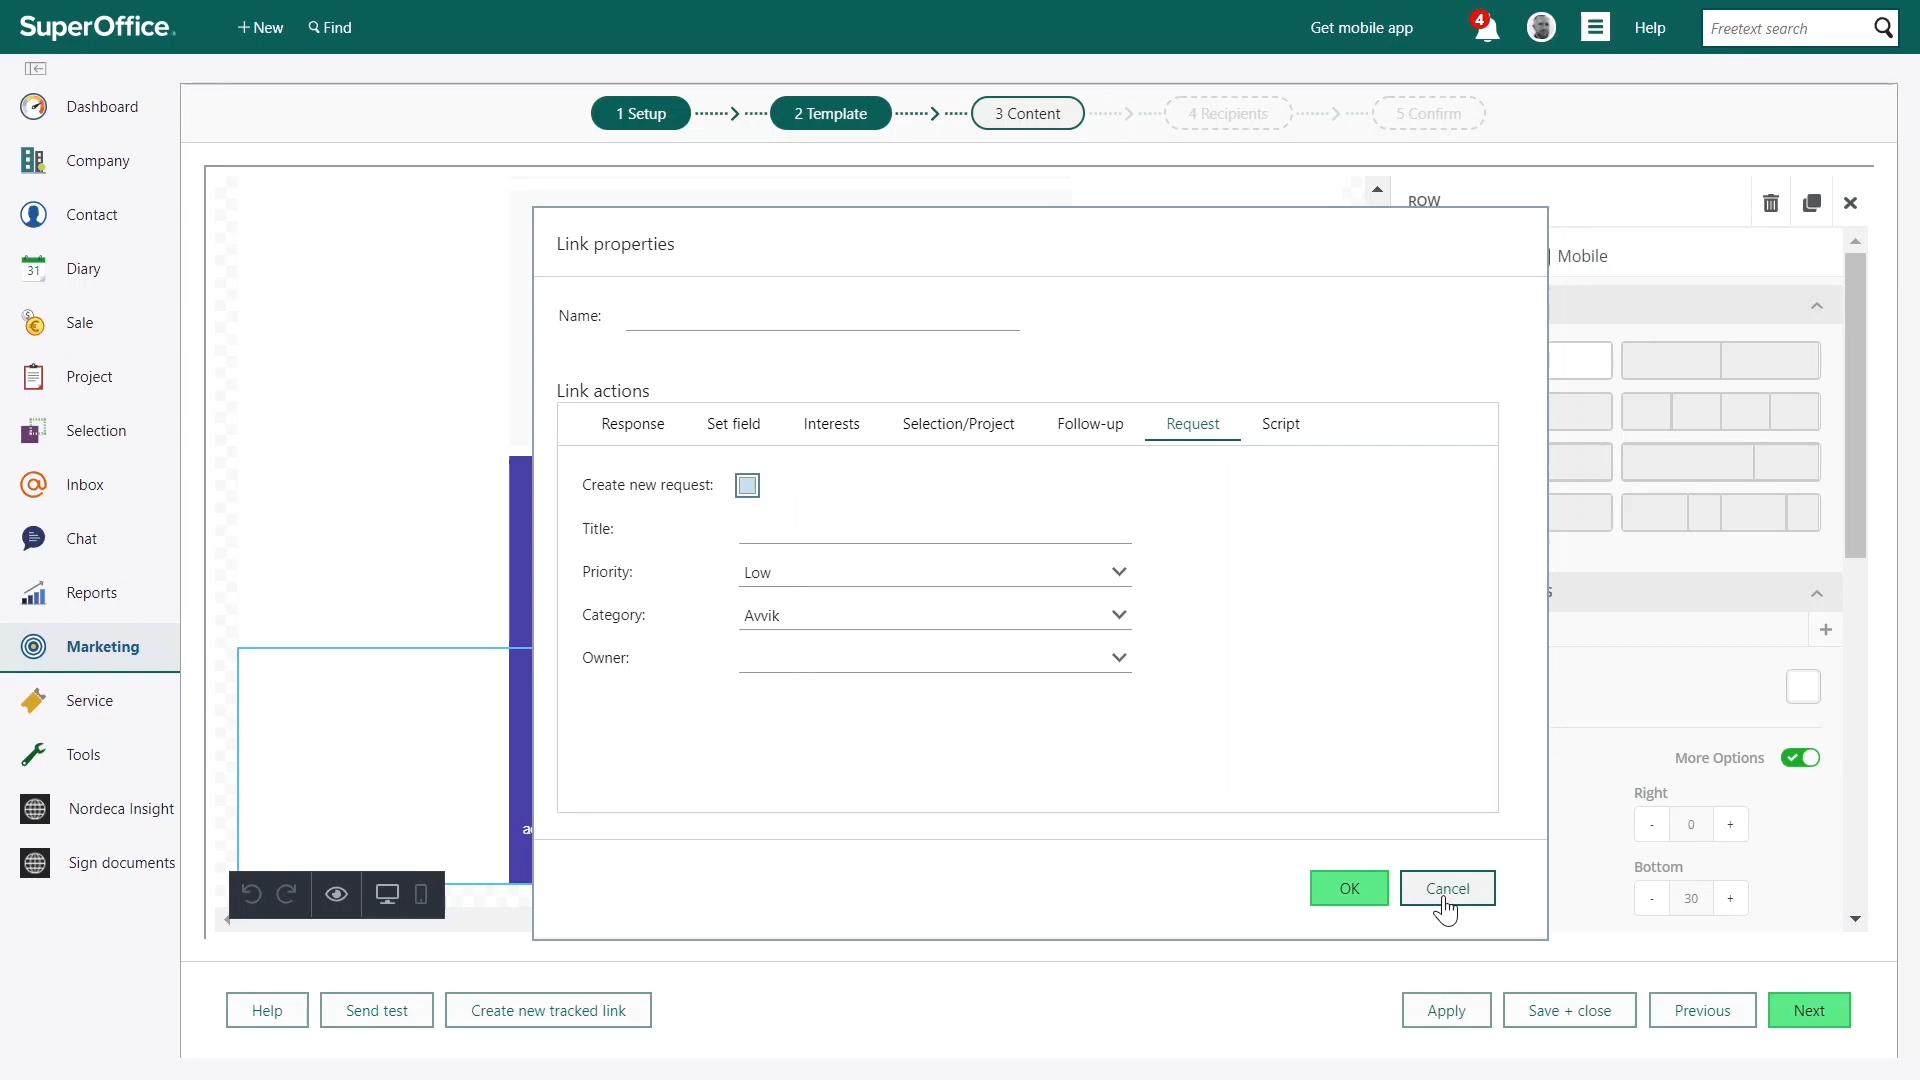 SuperOffice.
+ New
Find
Get mobile app
4
Help
Freetext search
Dashboard
Company
Contact
31
Diary
Sale
Project
Selection
Inbox
Chat
Reports
Marketing
Service
Tools
Nordeca Insight
Sign documents
1 Setup
2 Template
3 Content
4 Recipients
5 Confirm
ROW
Mobile
Link properties
Name:
Link actions
Response
Set field
Interests
Selection/Project
Follow-up
Request
Script
Create new request:
Title:
Priority:
Low
Category:
Avvik
Owner:
OK
Cancel
More Options
Right
- 0 +
Bottom
- 30 +
Help
Send test
Create new tracked link
Apply
Save + close
Previous
Next